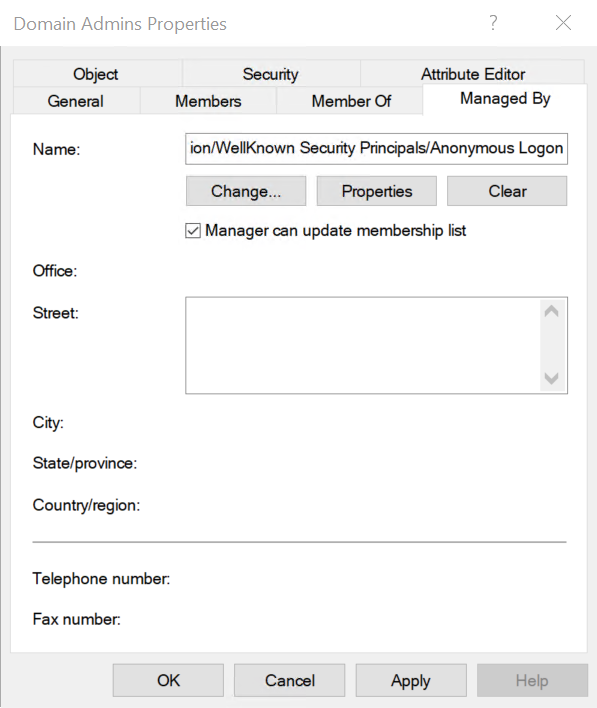 Domain Admins Properties
?
Object Security Attribute Editor
General Members Member Of Managed By
Name: ion/WellKnown Security Principals/Anonymous Logon
Change... Properties Clear
Manager can update membership list
Office:
Street:
City:
State/province:
Country/region:
Telephone number:
Fax number:
OK Cancel Apply Help